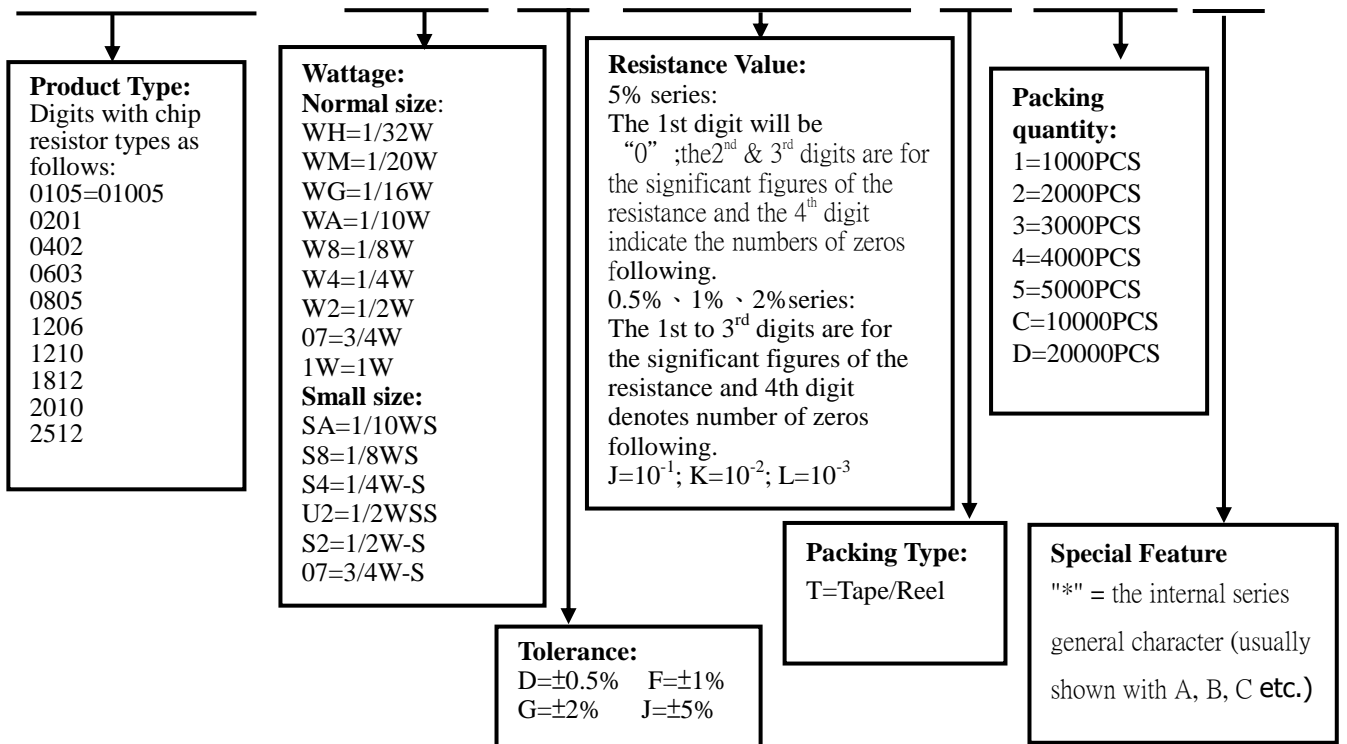 Product Type:
Digits with chip
resistor types as
follows:
0105=01005
0201
0402
0603
0805
1206
1210
1812
2010
2512
Wattage:
Normal size:
WH=1/32W
WM=1/20W
WG=1/16W
WA=1/10W
W8=1/8W
W4=1/4W
W2=1/2W
07=3/4W
1W=1W
Small size:
SA=1/10WS
S8=1/8WS
S4=1/4W-S
U2=1/2WSS
S2=1/2W-S
07=3/4W-S
Tolerance:
D=±0.5% F=±1%
G=±2% J=±5%
Resistance Value:
5% series:
The 1st digit will be
“0” ;the2nd & 3rd digits are for
the significant figures of the
resistance and the 4th digit
indicate the numbers of zeros
following.
0.5%、1%、2%series:
The 1st to 3rd digits are for
the significant figures of the
resistance and 4th digit
denotes number of zeros
following.
J=10-1; K=10-2; L=10-3
Packing Type:
T=Tape/Reel
Packing
quantity:
1=1000PCS
2=2000PCS
3=3000PCS
4=4000PCS
5=5000PCS
C=10000PCS
D=20000PCS
Special Feature
"*" = the internal series
general character (usually
shown with A, B, C etc.)